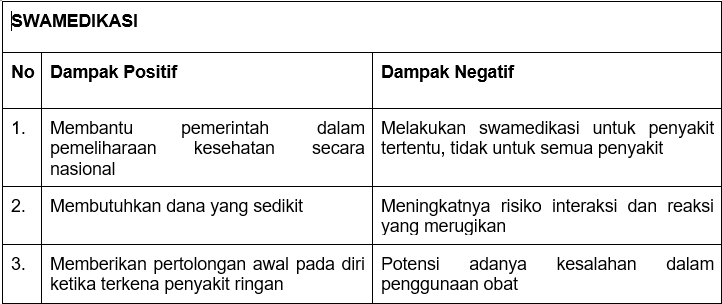 SWAMEDIKASI
No Dampak Positif Dampak Negatif
1. Membantu pemerintah dalam
pemeliharaan kesehatan secara
nasional
Melakukan swamedikasi untuk penyakit
tertentu, tidak untuk semua penyakit
2. Membutuhkan dana yang sedikit
Meningkatnya risiko interaksi dan reaksi
yang merugikan
3. Memberikan pertolongan awal pada diri
ketika terkena penyakit ringan
Potensi adanya kesalahan dalam
penggunaan obat